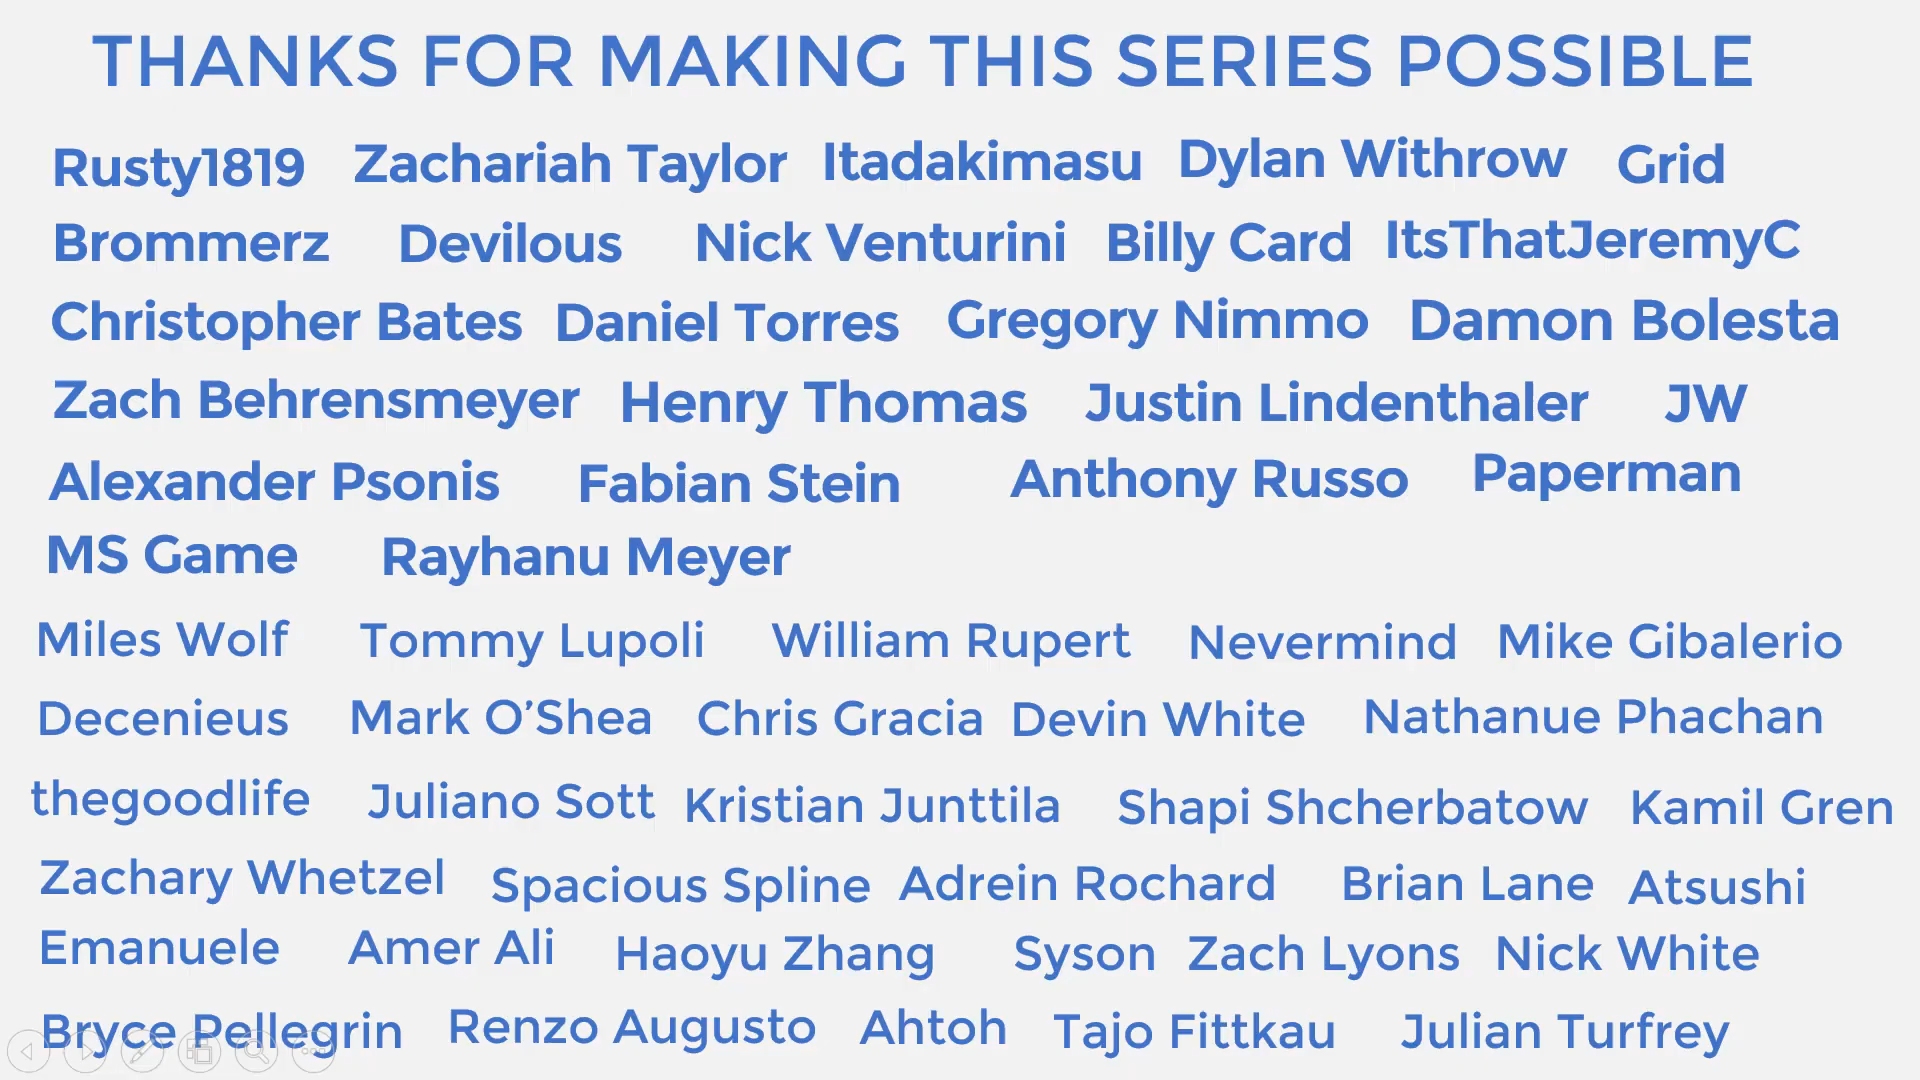 THANKS FOR MAKING THIS SERIES POSSIBLE
Rusty1819 Zachariah Taylor Itadakimasu Dylan Withrow Grid
Brommerz Devilous Nick Venturini Billy Card ItsThatJeremyC
Christopher Bates Daniel Torres Gregory Nimmo Damon Bolesta
Zach Behrensmeyer Henry Thomas Justin Lindenthaler JW
Alexander Psonis Fabian Stein Anthony Russo Paperman
MS Game Rayhanu Meyer
Miles Wolf Tommy Lupoli William Rupert Nevermind Mike Gibalerio
Decenieus Mark O’Shea Chris Gracia Devin White Nathanue Phachan
thegoodlife Juliano Sott Kristian Junttila Shapi Shcherbatow Kamil Gren
Zachary Whetzel Spacious Spline Adrein Rochard Brian Lane Atsushi
Emanuele Amer Ali Haoyu Zhang Syson Zach Lyons Nick White
Bryce Pellegrin Renzo Augusto Ahtoh Tajo Fittkau Julian Turfrey